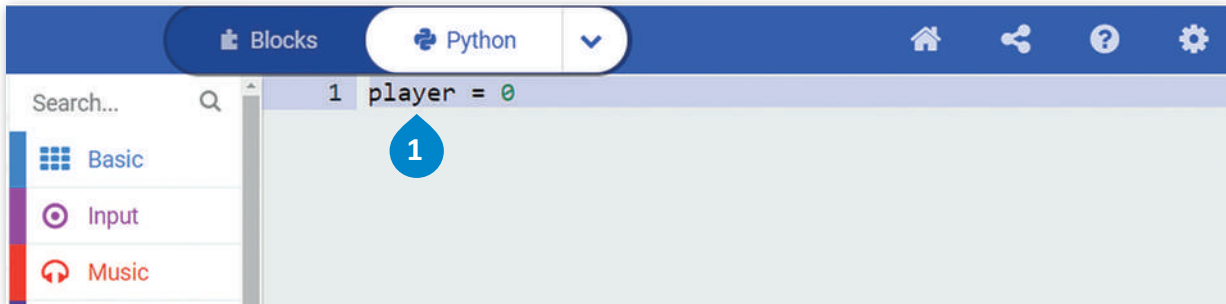 Blocks
Python
Search...
1 player = 0
1
Basic
Input
Music